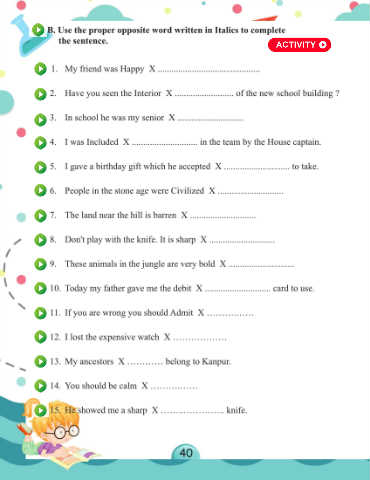 B. Use the proper opposite word written in Italics to complete
the sentence.
ACTIVITY
1. My friend was Happy X ............................................
2. Have you seen the Interior X ......................... of the new school building ?
3. In school he was my senior X ............................
4. I was Included X ............................ in the team by the House captain.
5. I gave a birthday gift which he accepted X ............................ to take.
6. People in the stone age were Civilized X ............................
7. The land near the hill is barren X ............................
8. Don't play with the knife. It is sharp X ............................
9. These animals in the jungle are very bold X ............................
10. Today my father gave me the debit X ............................ card to use.
11. If you are wrong you should Admit X ................
12. I lost the expensive watch X ..................
13. My ancestors X ............ belong to Kanpur.
14. You should be calm X ................
15. He showed me a sharp X ...................... knife.
40